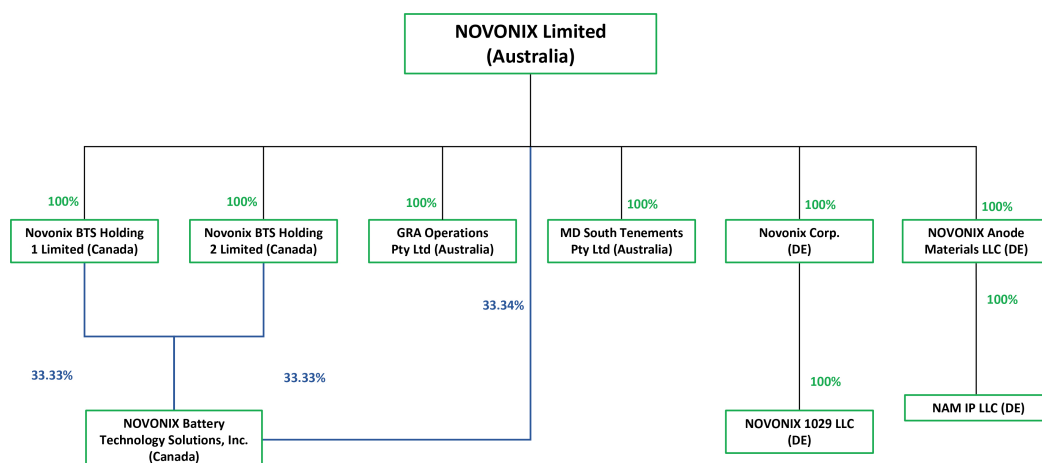 NOVONIX Limited
(Australia)
100%
100%
100%
100%
100%
100%
Novonix BTS Holding
1 Limited (Canada)
Novonix BTS Holding
2 Limited (Canada)
GRA Operations
Pty Ltd (Australia)
MD South Tenements
Pty Ltd (Australia)
Novonix Corp.
(DE)
NOVONIX Anode
Materials LLC (DE)
33.34%
100%
33.33%
33.33%
100%
NOVONIX Battery
Technology Solutions, Inc.
(Canada)
NOVONIX 1029 LLC
(DE)
NAM IP LLC (DE)